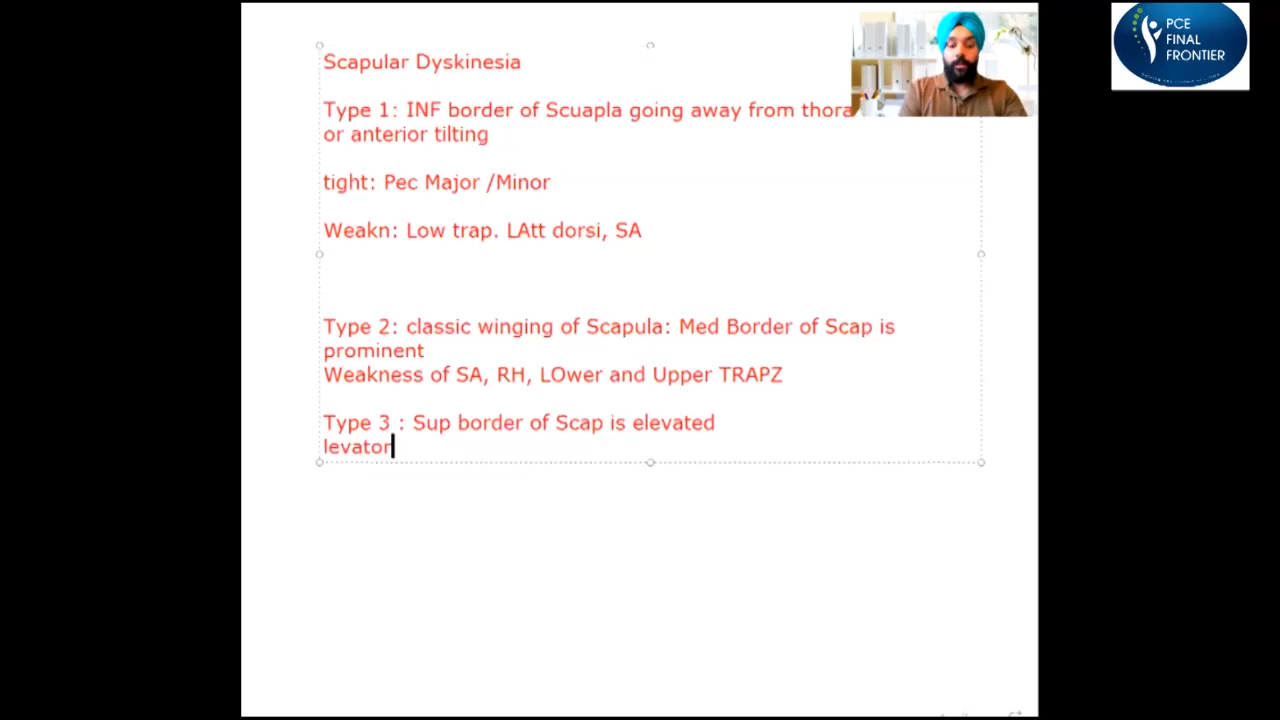 Scapular Dyskinesia
Type 1: INF border of Scuapla going away from thora
or anterior tilting
tight: Pec Major /Minor
Weakn: Low trap. LAtt dorsi, SA
Type 2: classic winging of Scapula: Med Border of Scap is
prominent
Weakness of SA, RH, LOwer and Upper TRAPZ
Type 3 : Sup border of Scap is elevated
levator
PCE
FINAL
FRONTIER